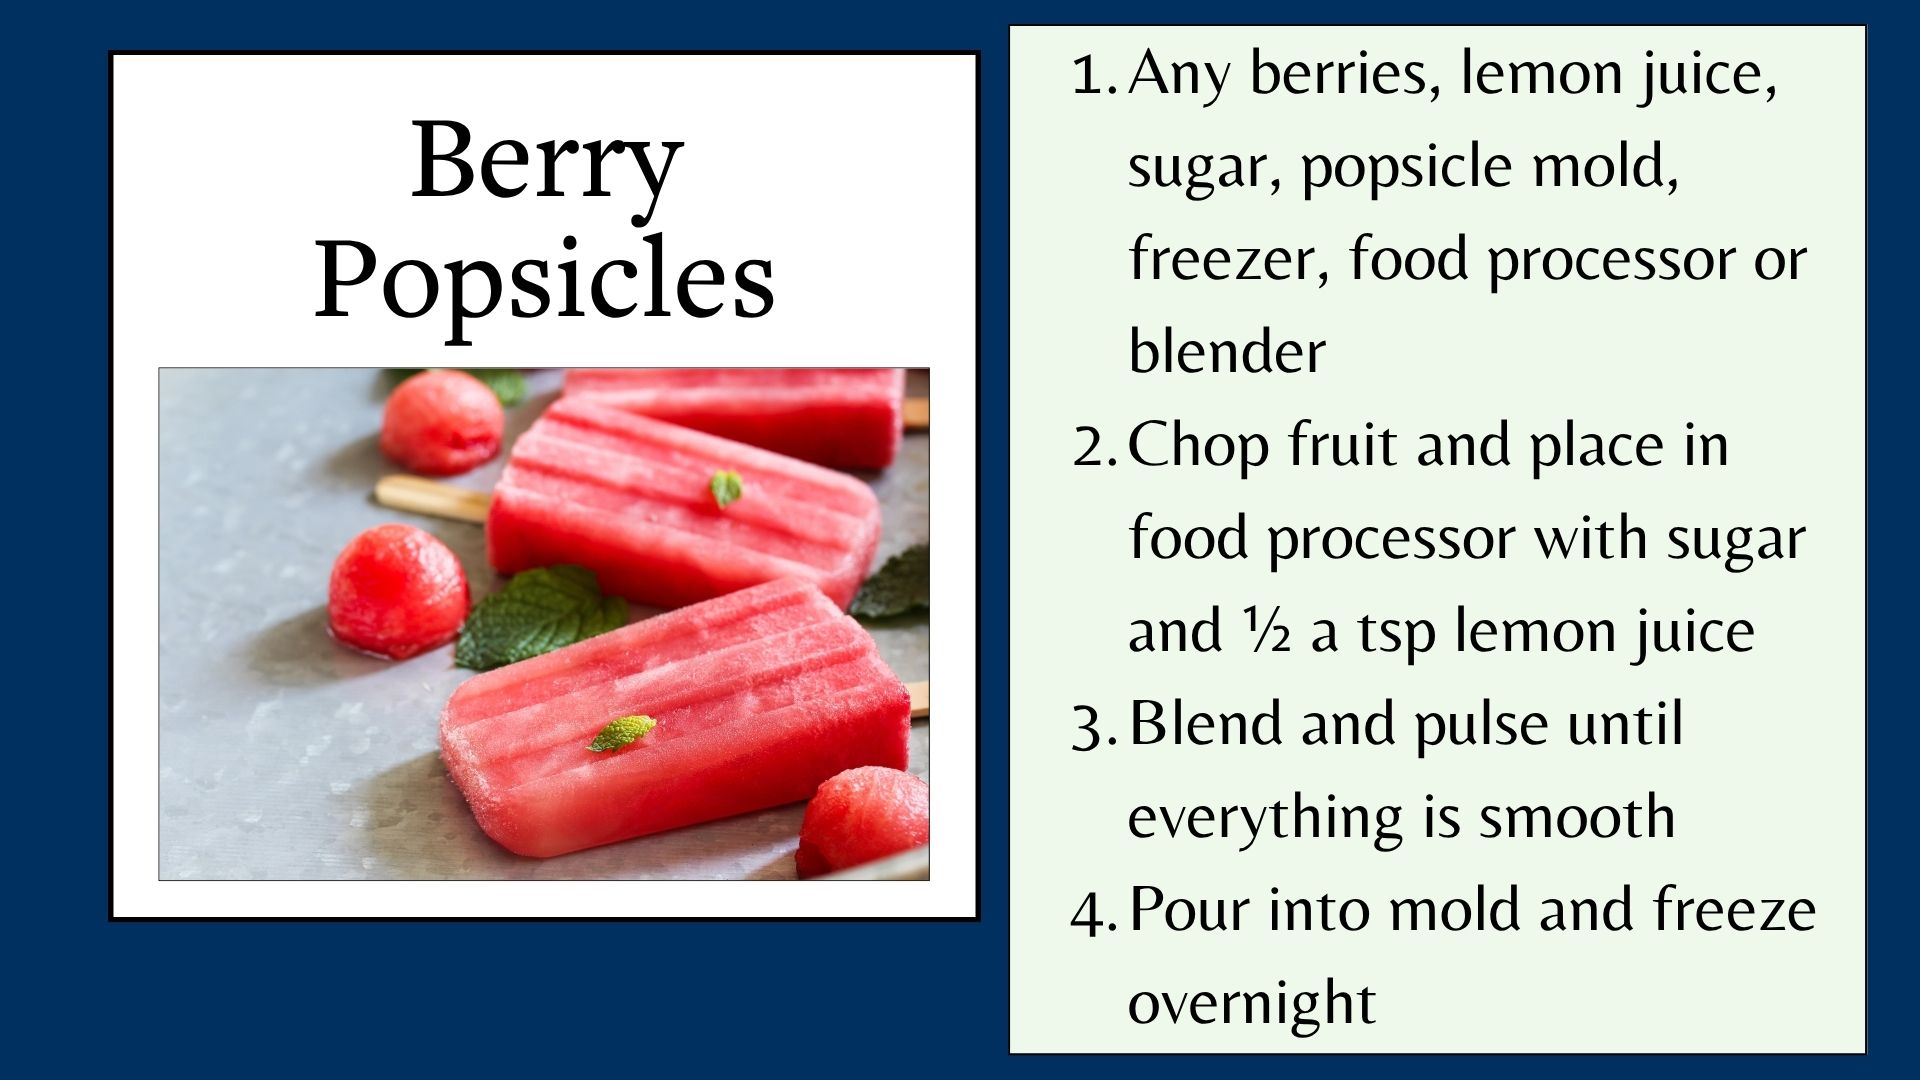 Berry
Popsicles
1. Any berries, lemon juice,
sugar, popsicle mold,
freezer, food processor or
blender
2. Chop fruit and place in
food processor with sugar
and ½ a tsp lemon juice
3. Blend and pulse until
everything is smooth
4. Pour into mold and freeze
overnight